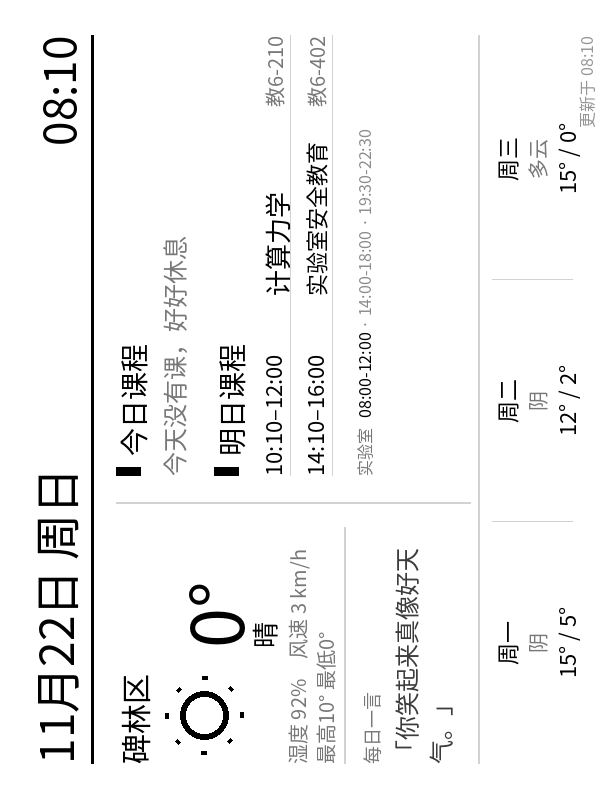 11月22日 周日
08:10
碑林区
0°
晴
湿度 92% 风速 3 km/h
最高10° 最低0°
每日一言
「你笑起来真像好天
气。」
今日课程
今天没有课，好好休息
明日课程
10:10–12:00 计算力学 教6-210
14:10–16:00 实验室安全教育 教6-402
实验室 08:00-12:00 · 14:00-18:00 · 19:30-22:30
周一
阴
15° / 5°
周二
阴
12° / 2°
周三
多云
15° / 0°
更新于 08:10